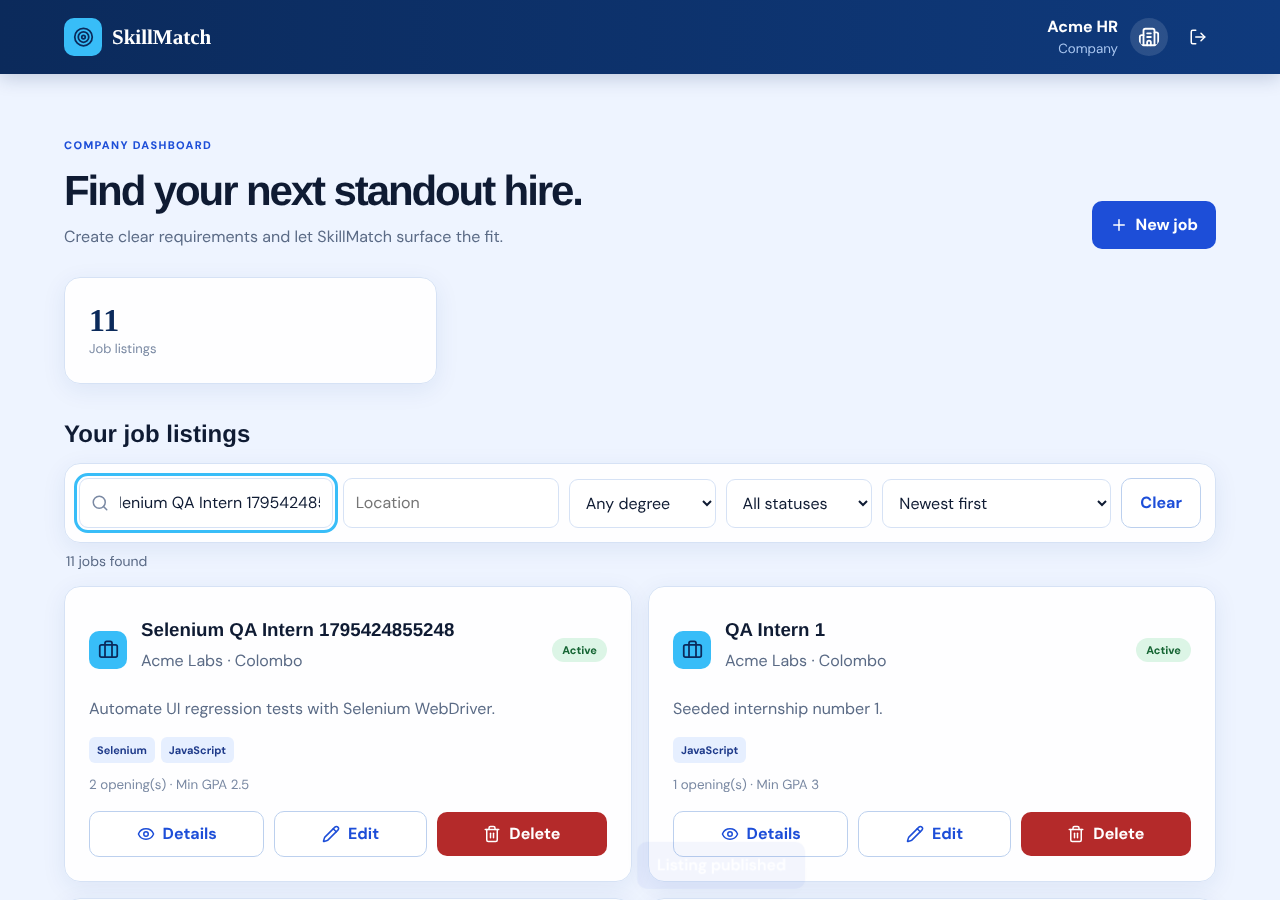 SkillMatch
Acme HR
Company
COMPANY DASHBOARD
Find your next standout hire.
Create clear requirements and let SkillMatch surface the fit.
New job
11
Job listings
Your job listings
lenium QA Intern 179542485
Location
Any degree
All statuses
Newest first
Clear
11 jobs found
Selenium QA Intern 1795424855248
Acme Labs · Colombo
Active
Automate UI regression tests with Selenium WebDriver.
Selenium
JavaScript
2 opening(s) · Min GPA 2.5
Details
Edit
Delete
QA Intern 1
Acme Labs · Colombo
Active
Seeded internship number 1.
JavaScript
1 opening(s) · Min GPA 3
Details
Edit
Delete
Listing published